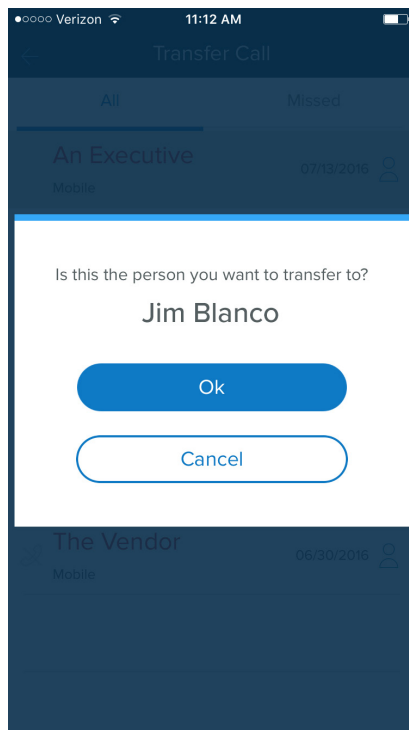 Verizon 11:12 AM
Transfer Call
All Missed
An Executive
07/13/2016
Mobile
Is this the person you want to transfer to?
Jim Blanco
Ok
Cancel
The Vendor
06/30/2016
Mobile